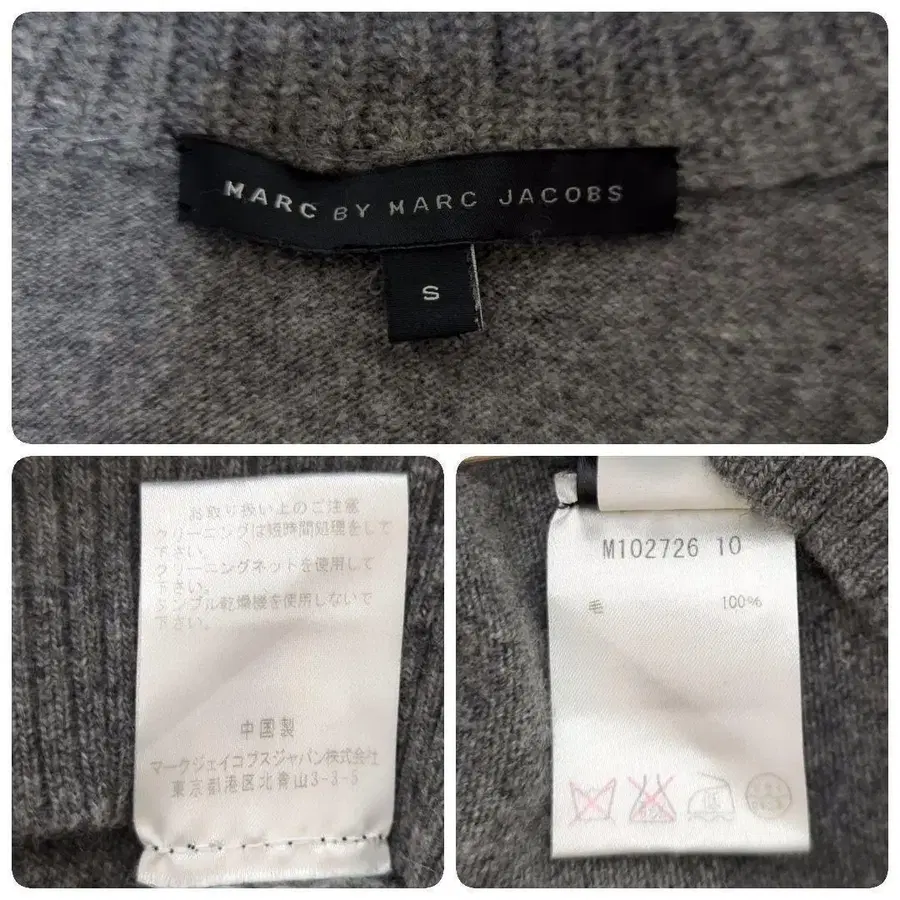 MARC BY MARC JACOBS
S
お取り扱い上のご注意
クリーニングは短時間処理をして
下さい。
クリーニングネットを使用して
下さい。
タンブル乾燥機を使用しないで
下さい。
中国製
マークジェイコブスジャパン株式会社
東京都港区北青山3-3-5
M102726 10
毛 100%